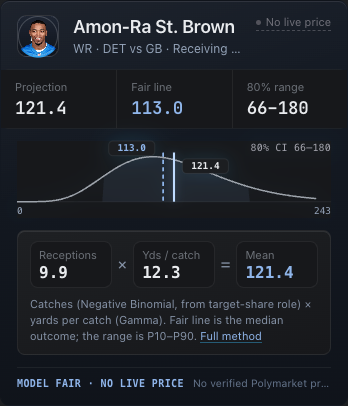 Amon-Ra St. Brown
No live price
WR · DET vs GB · Receiving ...
Projection
121.4
Fair line
113.0
80% range
66–180
113.0
80% CI 66–180
121.4
0
243
Receptions
9.9
×
Yds / catch
12.3
=
Mean
121.4
Catches (Negative Binomial, from target-share role) ×
yards per catch (Gamma). Fair line is the median
outcome; the range is P10–P90. Full method
MODEL FAIR · NO LIVE PRICE No verified Polymarket pr...